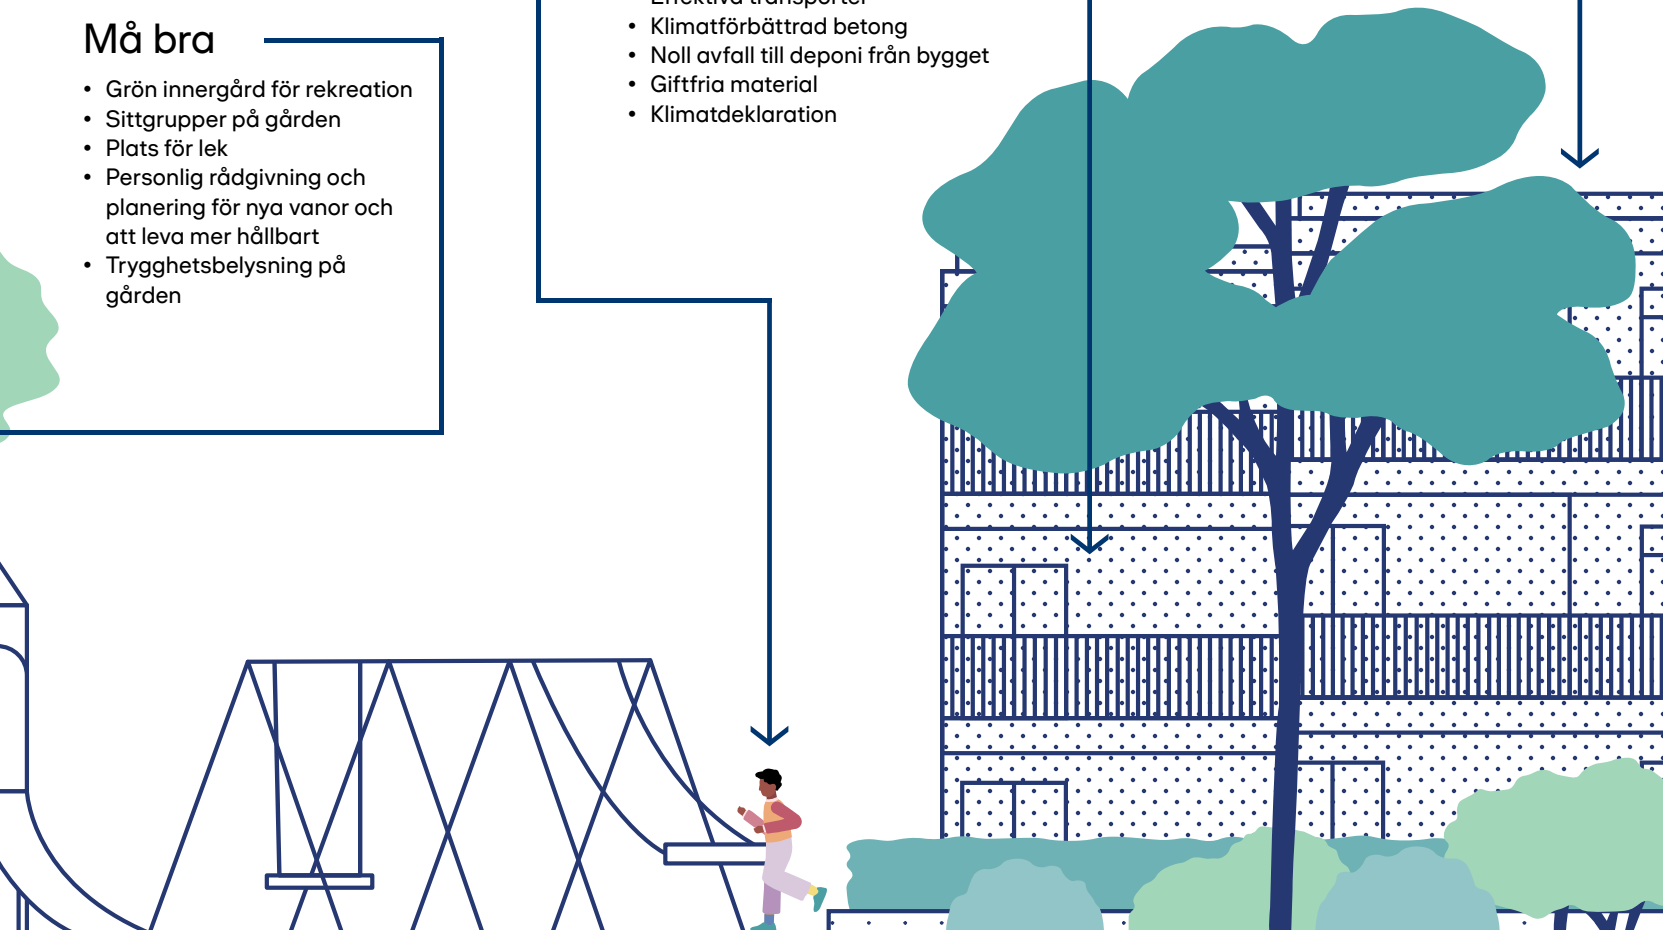 Må bra
• Grön innergård för rekreation
• Sittgrupper på gården
• Plats för lek
• Personlig rådgivning och
planering för nya vanor och
att leva mer hållbart
• Trygghetsbelysning på
gården
Effektiva transporter
• Klimatförbättrad betong
• Noll avfall till deponi från bygget
• Giftfria material
• Klimatdeklaration